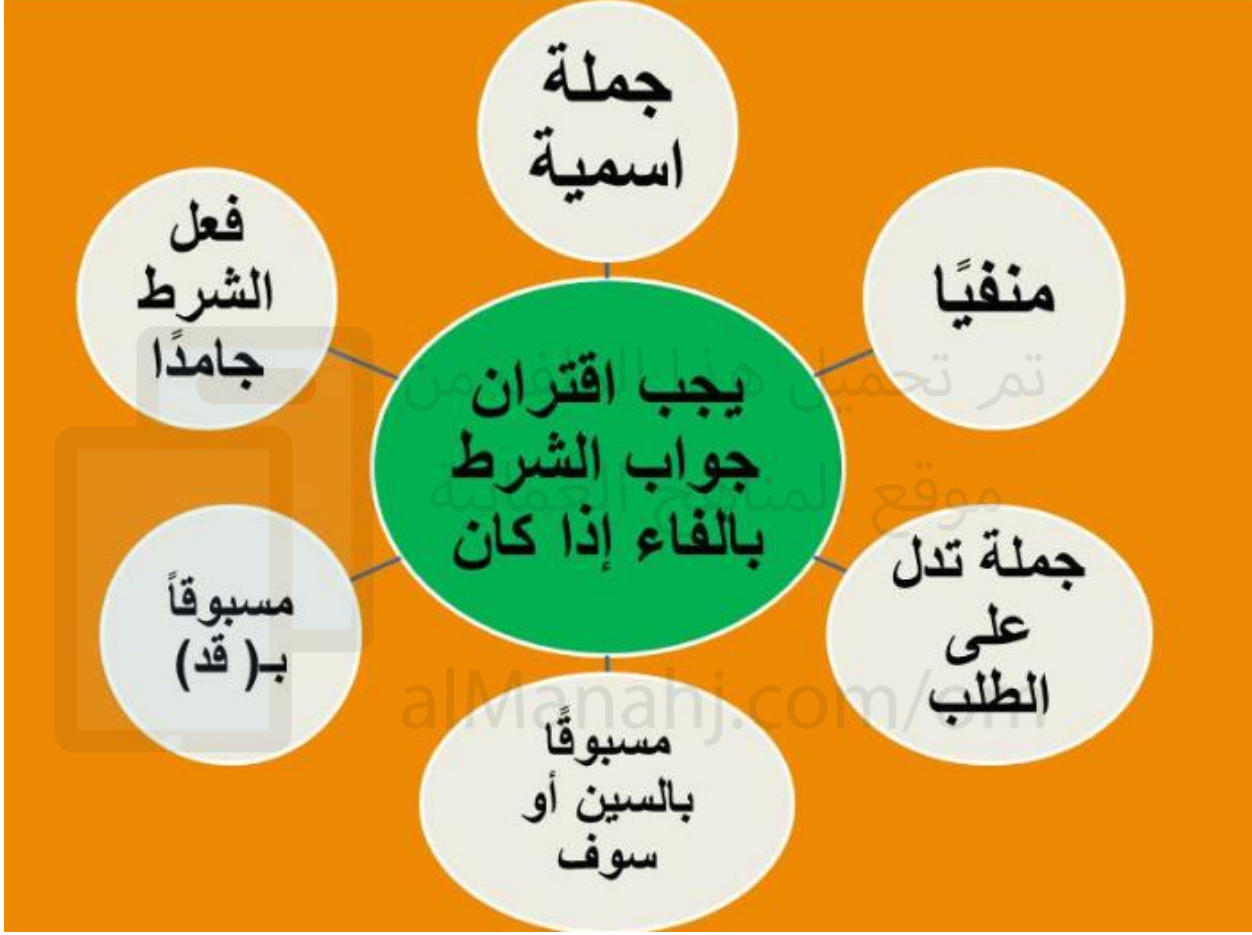 جملة
اسمية
منفيًا
جملة تدل
على
الطلب
مسبوقًا
بالسين أو
سوف
مسبوقاً
بـ( قد)
فعل
الشرط
جامدًا
يجب اقتران
جواب الشرط
بالفاء إذا كان
تم تحميل هذا الملف من
موقع المناهج العمانية
alManahj.com/om